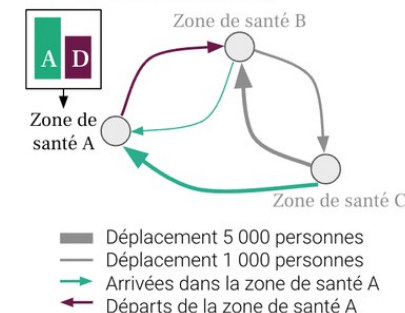 Zone de santé B
A D
Zone de
santé A
Zone de santé C
Déplacement 5 000 personnes
Déplacement 1 000 personnes
Arrivées dans la zone de santé A
Départs de la zone de santé A